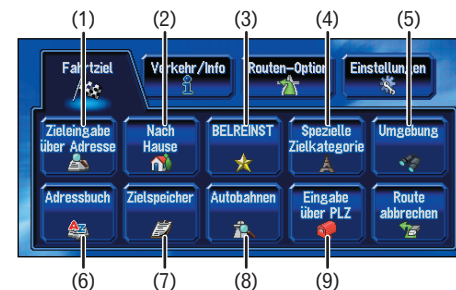 (1) (2) (3) (4) (5)
Fahrtziel Verkehr/Info Routen-Option Einstellungen
Zieleingabe über Adresse
Nach Hause
BELREINST
Spezielle Zielkategorie
Umgebung
Adressbuch
Zielspeicher
Autobahnen
Eingabe über PLZ
Route abbrechen
AZ
(6) (7) (8) (9)